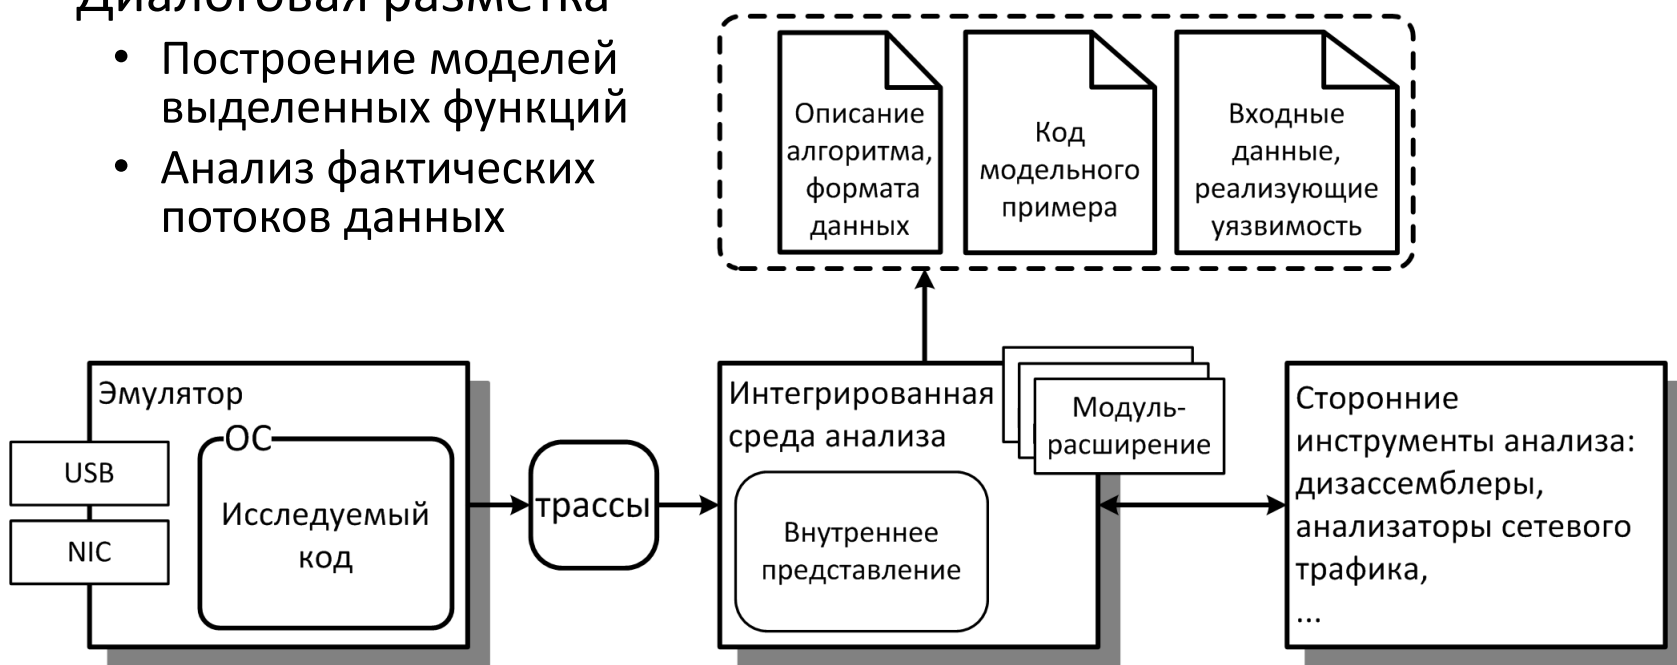 Диалоговая разметка
• Построение моделей
выделенных функций
• Анализ фактических
потоков данных
Описание
алгоритма,
формата
данных
Код
модельного
примера
Входные
данные,
реализующие
уязвимость
Эмулятор
USB
NIC
ОС
Исследуемый
код
трассы
Интегрированная
среда анализа
Внутреннее
представление
Модуль-
расширение
Сторонние
инструменты анализа:
дизассемблеры,
анализаторы сетевого
трафика,
...